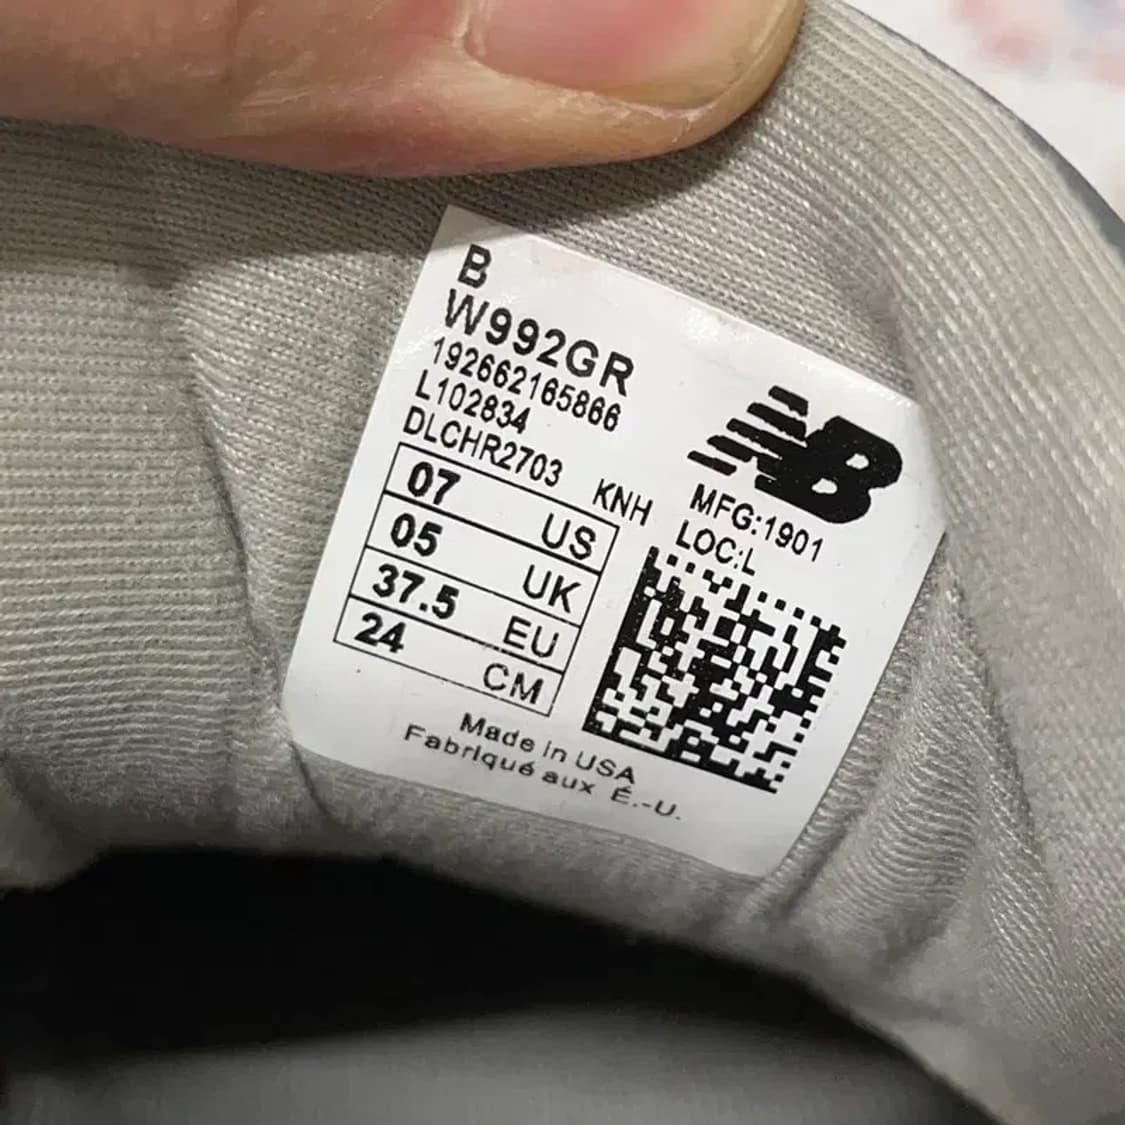 B
W992GR
192662165866
L102834
DLCHR2703 KNH
NB
MFG:1901
LOC:L
07 US
05 UK
37.5 EU
24 CM
Made in USA
Fabriqué aux É.-U.